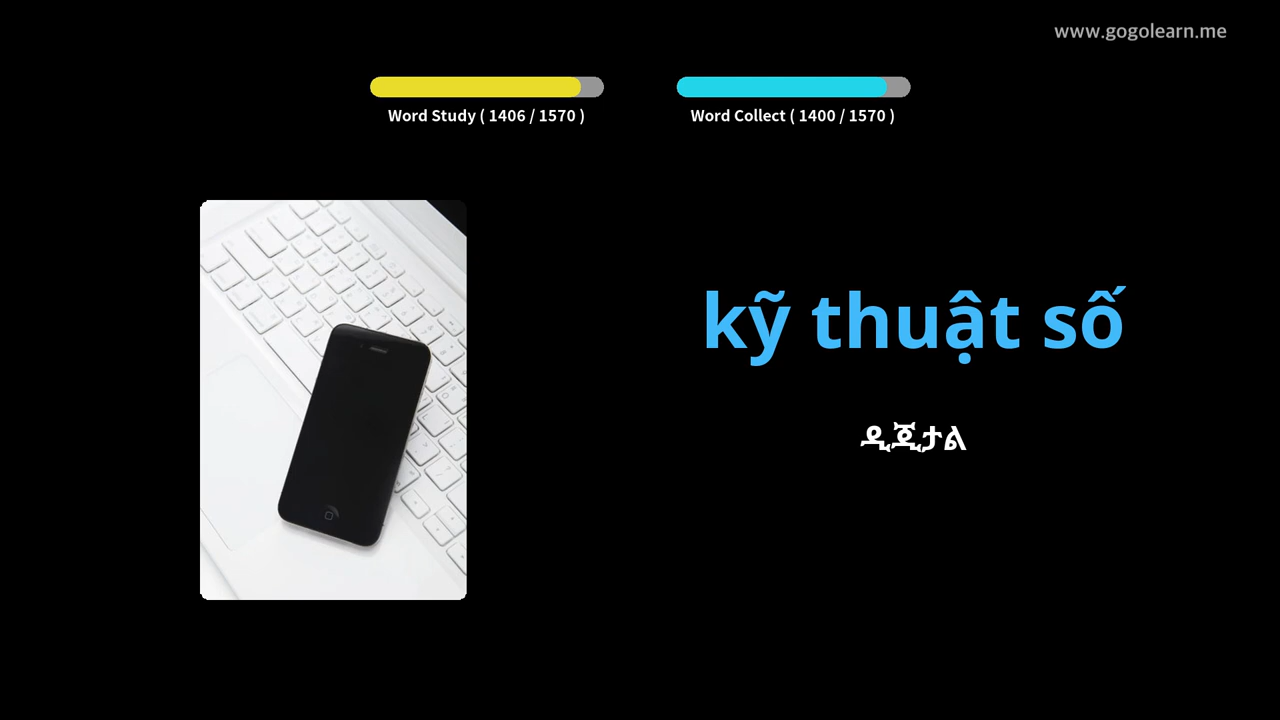 www.gogolearn.me
Word Study ( 1406 / 1570 )
Word Collect ( 1400 / 1570 )
kỹ thuật số
ዲጂታል